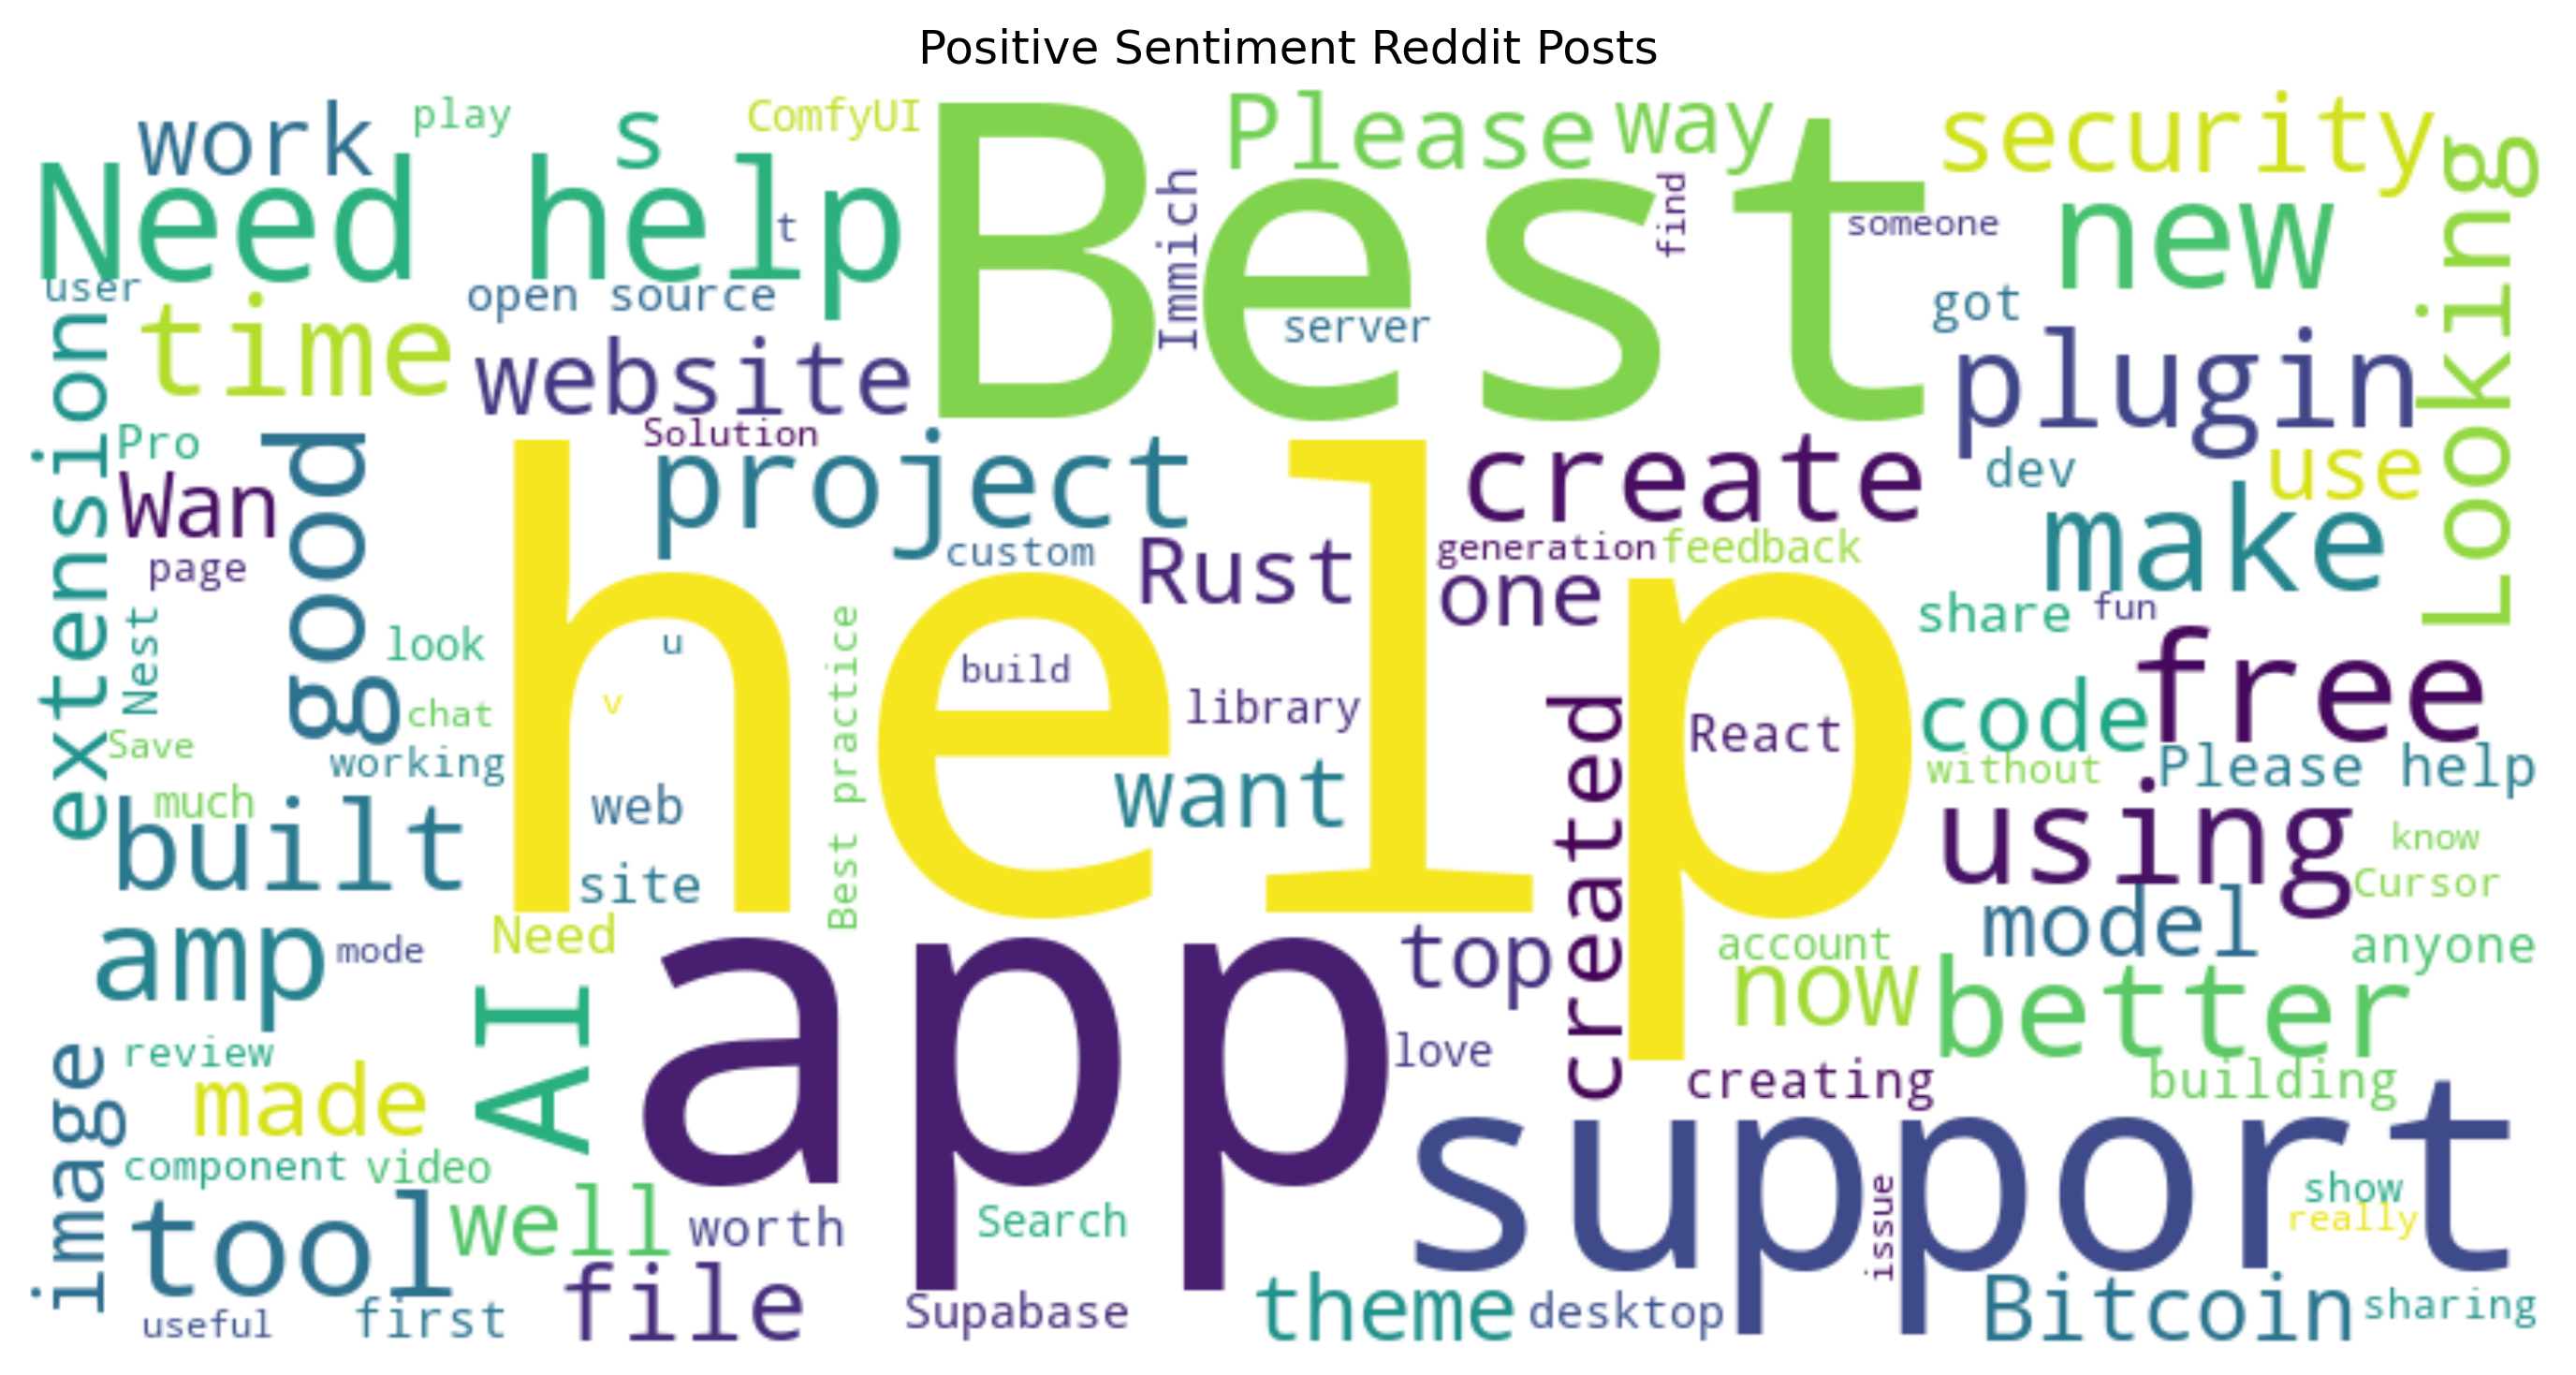 Positive Sentiment Reddit Posts
work
play
s
ComfyUI
Best
Please
way
security
Need help
t
Immich
find
someone
new
Looking
user
open source
server
got
time
website
plugin
extension
Pro
good
Solution
project
create
dev
use
Wan
custom
Rust
generation
feedback
make
page
one
share
fun
Nest
look
help
u
Best practice
build
library
React
free
code
v
chat
Save
working
created
without
Please help
much
web
want
built
using
know
site
Cursor
Need
amp
mode
app
top
account
model
anyone
AI
now
better
image
review
love
creating
building
made
support
component
video
tool
well
worth
Search
issue
show
really
useful
first
file
Supabase
theme
desktop
Bitcoin
sharing